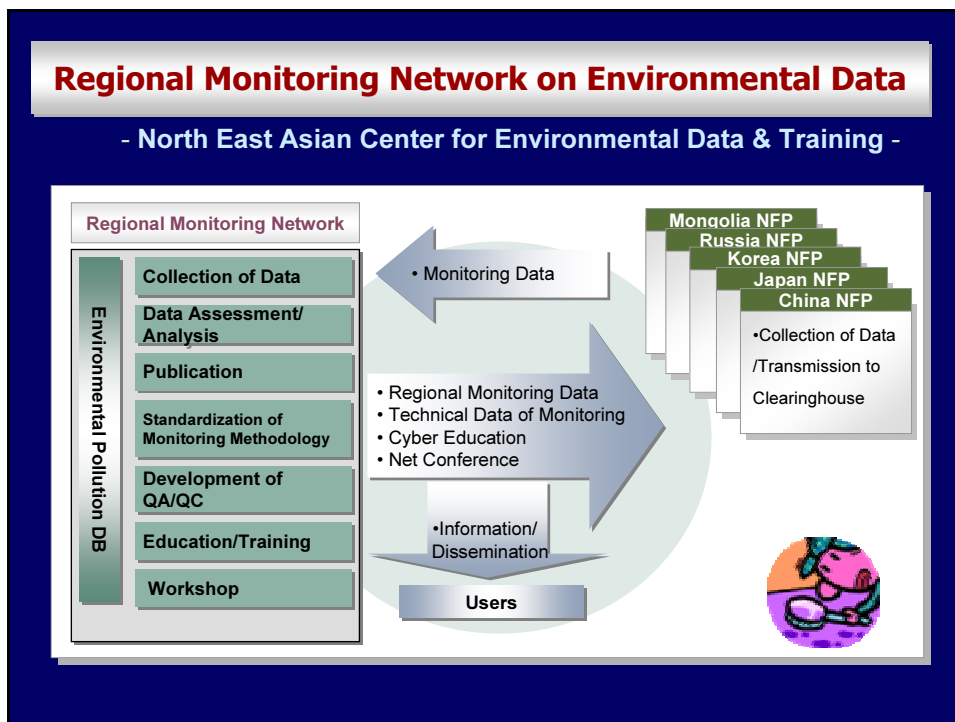 Regional Monitoring Network on Environmental Data
- North East Asian Center for Environmental Data & Training -
Regional Monitoring Network
Environmental Pollution DB
Collection of Data
Data Assessment/
Analysis
Publication
Standardization of
Monitoring Methodology
Development of
QA/QC
Education/Training
Workshop
• Monitoring Data
• Regional Monitoring Data
• Technical Data of Monitoring
• Cyber Education
• Net Conference
•Information/
Dissemination
Users
Mongolia NFP
Russia NFP
Korea NFP
Japan NFP
China NFP
•Collection of Data
/Transmission to
Clearinghouse